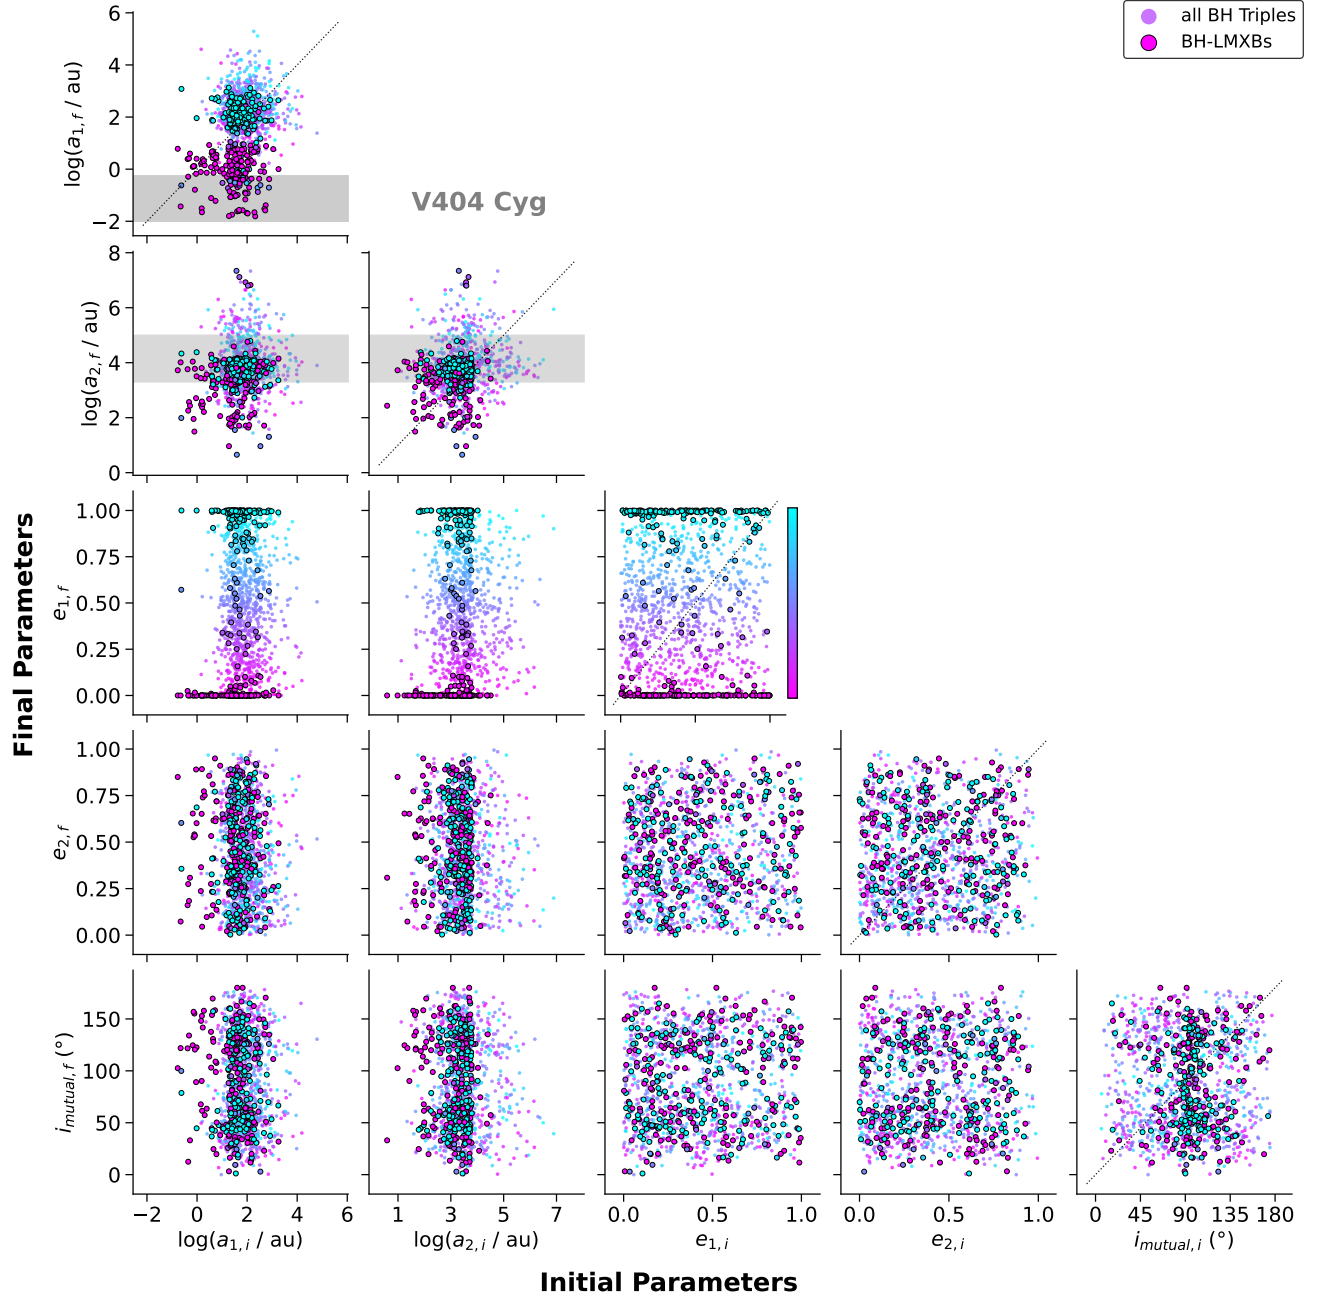 all BH Triples
BH-LMXBs
6
4
2
0
−2
log(a1,f / au)
V404 Cyg
8
6
4
2
0
log(a2,f / au)
1.00
0.75
0.50
0.25
0.00
e1,f
Final Parameters
1.00
0.75
0.50
0.25
0.00
e2,f
150
100
50
0
imutual,f (°)
−2 0 2 4 6 1 3 5 7 0.0 0.5 1.0 0.0 0.5 1.0 0 45 90 135 180
log(a1,i / au) log(a2,i / au) e1,i e2,i imutual,i (°)
Initial Parameters